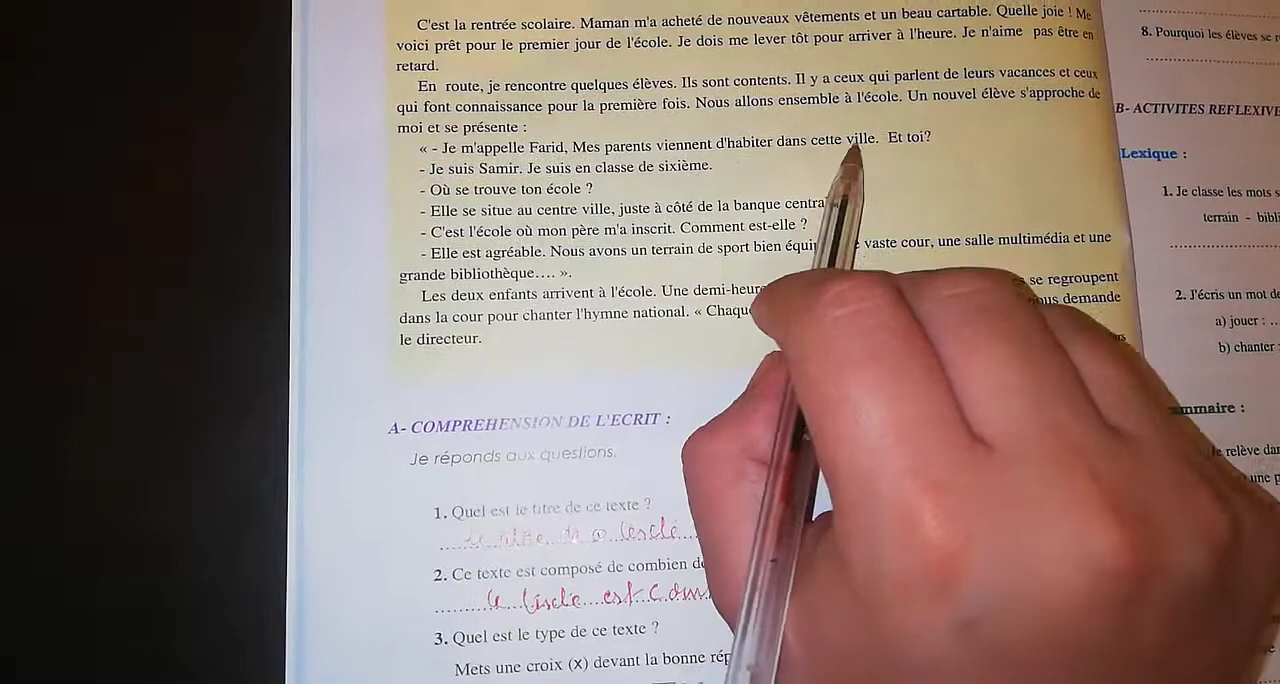 C'est la rentrée scolaire. Maman m'a acheté de nouveaux vêtements et un beau cartable. Quelle joie ! Me
voici prêt pour le premier jour de l'école. Je dois me lever tôt pour arriver à l'heure. Je n'aime pas être en
retard.
En route, je rencontre quelques élèves. Ils sont contents. Il y a ceux qui parlent de leurs vacances et ceux
qui font connaissance pour la première fois. Nous allons ensemble à l'école. Un nouvel élève s'approche de
moi et se présente :
« - Je m'appelle Farid, Mes parents viennent d'habiter dans cette ville. Et toi?
- Je suis Samir. Je suis en classe de sixième.
- Où se trouve ton école ?
- Elle se situe au centre ville, juste à côté de la banque centra
- C'est l'école où mon père m'a inscrit. Comment est-elle ?
- Elle est agréable. Nous avons un terrain de sport bien équi vaste cour, une salle multimédia et une
grande bibliothèque.... ».
Les deux enfants arrivent à l'école. Une demi-heure se regroupent
dans la cour pour chanter l'hymne national. « Chaqu demande
le directeur.
A- COMPREHENSION DE L'ECRIT :
Je réponds aux questions.
1. Quel est le titre de ce texte ?
2. Ce texte est composé de combien
est
3. Quel est le type de ce texte ?
Mets une croix (x) devant la bonne rép
8. Pourquoi les élèves se
B- ACTIVITES REFLEXIVE
Lexique :
1. Je classe les mots
terrain - bibli
2. J'écris un mot de
a) jouer : ..
b) chanter
mmaire :
relève
une